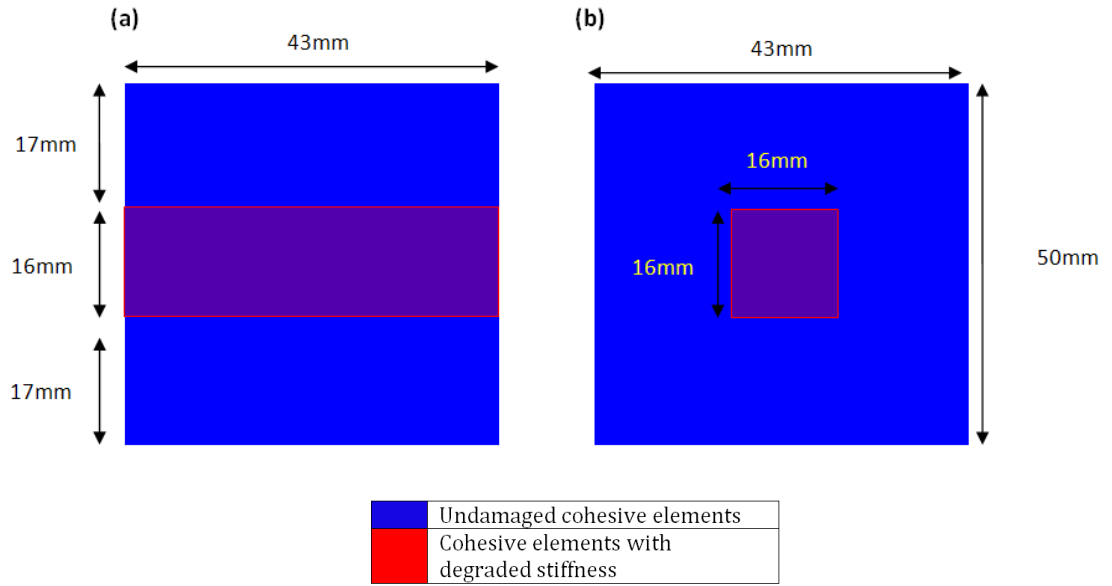 (a)
43mm
17mm
16mm
17mm
(b)
43mm
16mm
16mm
50mm
Undamaged cohesive elements
Cohesive elements with
degraded stiffness